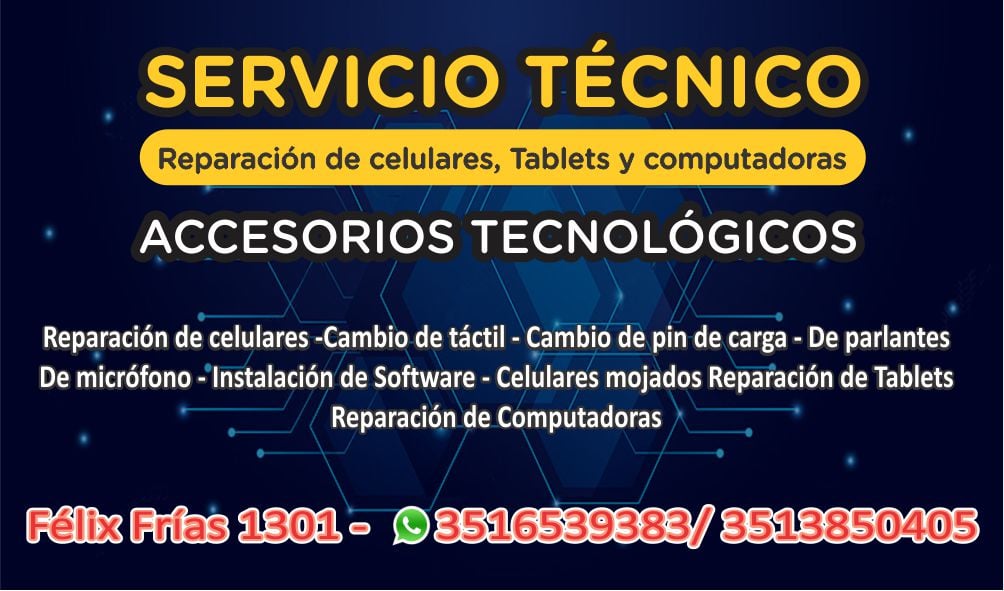 SERVICIO TÉCNICO
Reparación de celulares, Tablets y computadoras
ACCESORIOS TECNOLÓGICOS
Reparación de celulares -Cambio de táctil - Cambio de pin de carga - De parlantes
De micrófono - Instalación de Software - Celulares mojados Reparación de Tablets
Reparación de Computadoras
Félix Frías 1301 - 3516539383/ 3513850405